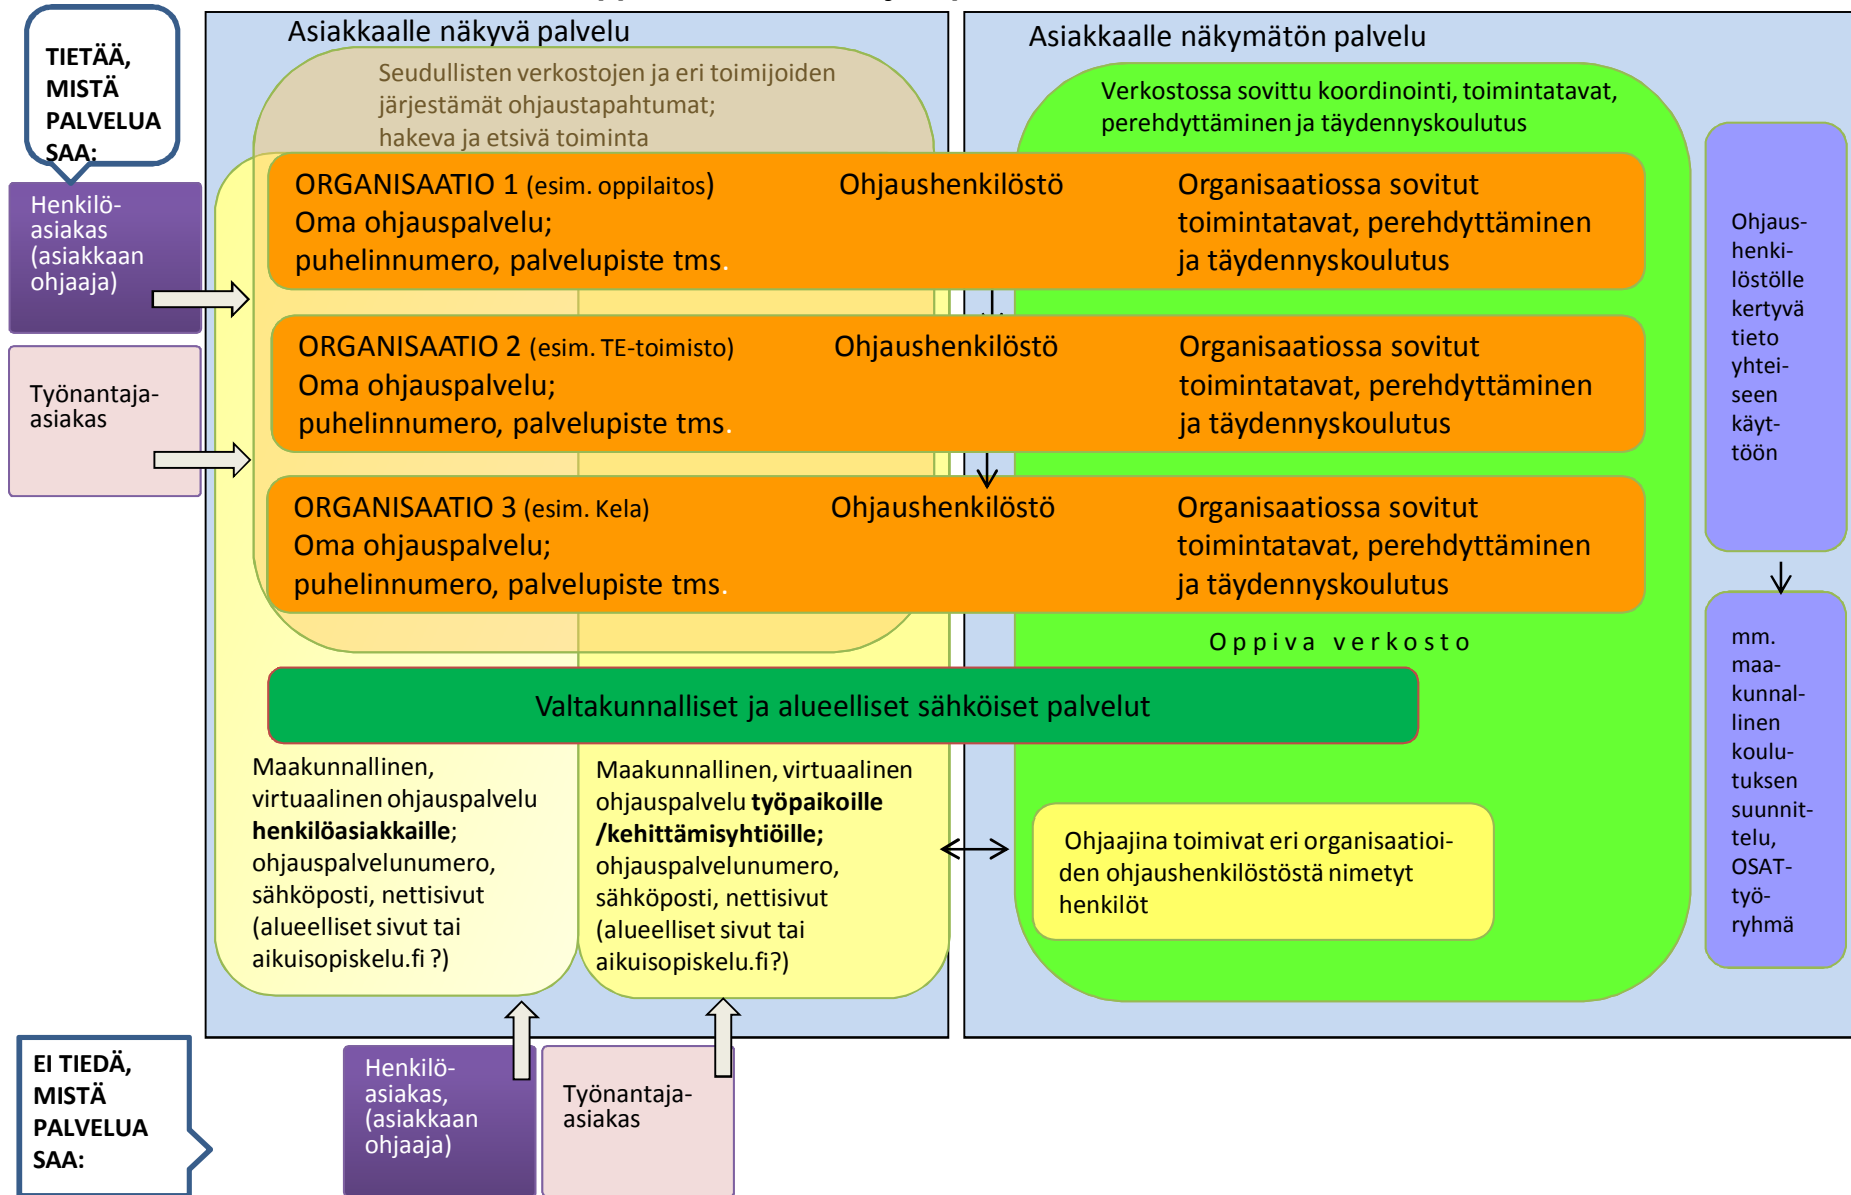 TIETÄÄ,
MISTÄ
PALVELUA
SAA:
Henkilö-
asiakas
(asiakkaan
ohjaaja)
Työnantaja-
asiakas
Asiakkaalle näkyvä palvelu
Seudullisten verkostojen ja eri toimijoiden
järjestämät ohjaustapahtumat;
hakeva ja etsivä toiminta
Asiakkaalle näkymätön palvelu
Verkostossa sovittu koordinointi, toimintatavat,
perehdyttäminen ja täydennyskoulutus
ORGANISAATIO 1 (esim. oppilaitos)
Oma ohjauspalvelu;
puhelinnumero, palvelupiste tms.
Ohjaushenkilöstö
Organisaatiossa sovitut
toimintatavat, perehdyttäminen
ja täydennyskoulutus
ORGANISAATIO 2 (esim. TE-toimisto)
Oma ohjauspalvelu;
puhelinnumero, palvelupiste tms.
Ohjaushenkilöstö
Organisaatiossa sovitut
toimintatavat, perehdyttäminen
ja täydennyskoulutus
ORGANISAATIO 3 (esim. Kela)
Oma ohjauspalvelu;
puhelinnumero, palvelupiste tms.
Ohjaushenkilöstö
Organisaatiossa sovitut
toimintatavat, perehdyttäminen
ja täydennyskoulutus
Oppiva verkosto
Valtakunnalliset ja alueelliset sähköiset palvelut
Maakunnallinen,
virtuaalinen ohjauspalvelu
henkilöasiakkaille;
ohjauspalvelunumero,
sähköposti, nettisivut
(alueelliset sivut tai
aikuisopiskelu.fi ?)
Maakunnallinen, virtuaalinen
ohjauspalvelu työpaikoille
/kehittämisyhtiöille;
ohjauspalvelunumero,
sähköposti, nettisivut
(alueelliset sivut tai
aikuisopiskelu.fi?)
Ohjaajina toimivat eri organisaatioi-
den ohjaushenkilöstöstä nimetyt
henkilöt
Ohjaus-
henki-
löstölle
kertyvä
tieto
yhtei-
seen
käyt-
töön
mm.
maa-
kunnal-
linen
koulu-
tuksen
suunnit-
telu,
OSAT-
työ-
ryhmä
EI TIEDÄ,
MISTÄ
PALVELUA
SAA:
Henkilö-
asiakas,
(asiakkaan
ohjaaja)
Työnantaja-
asiakas